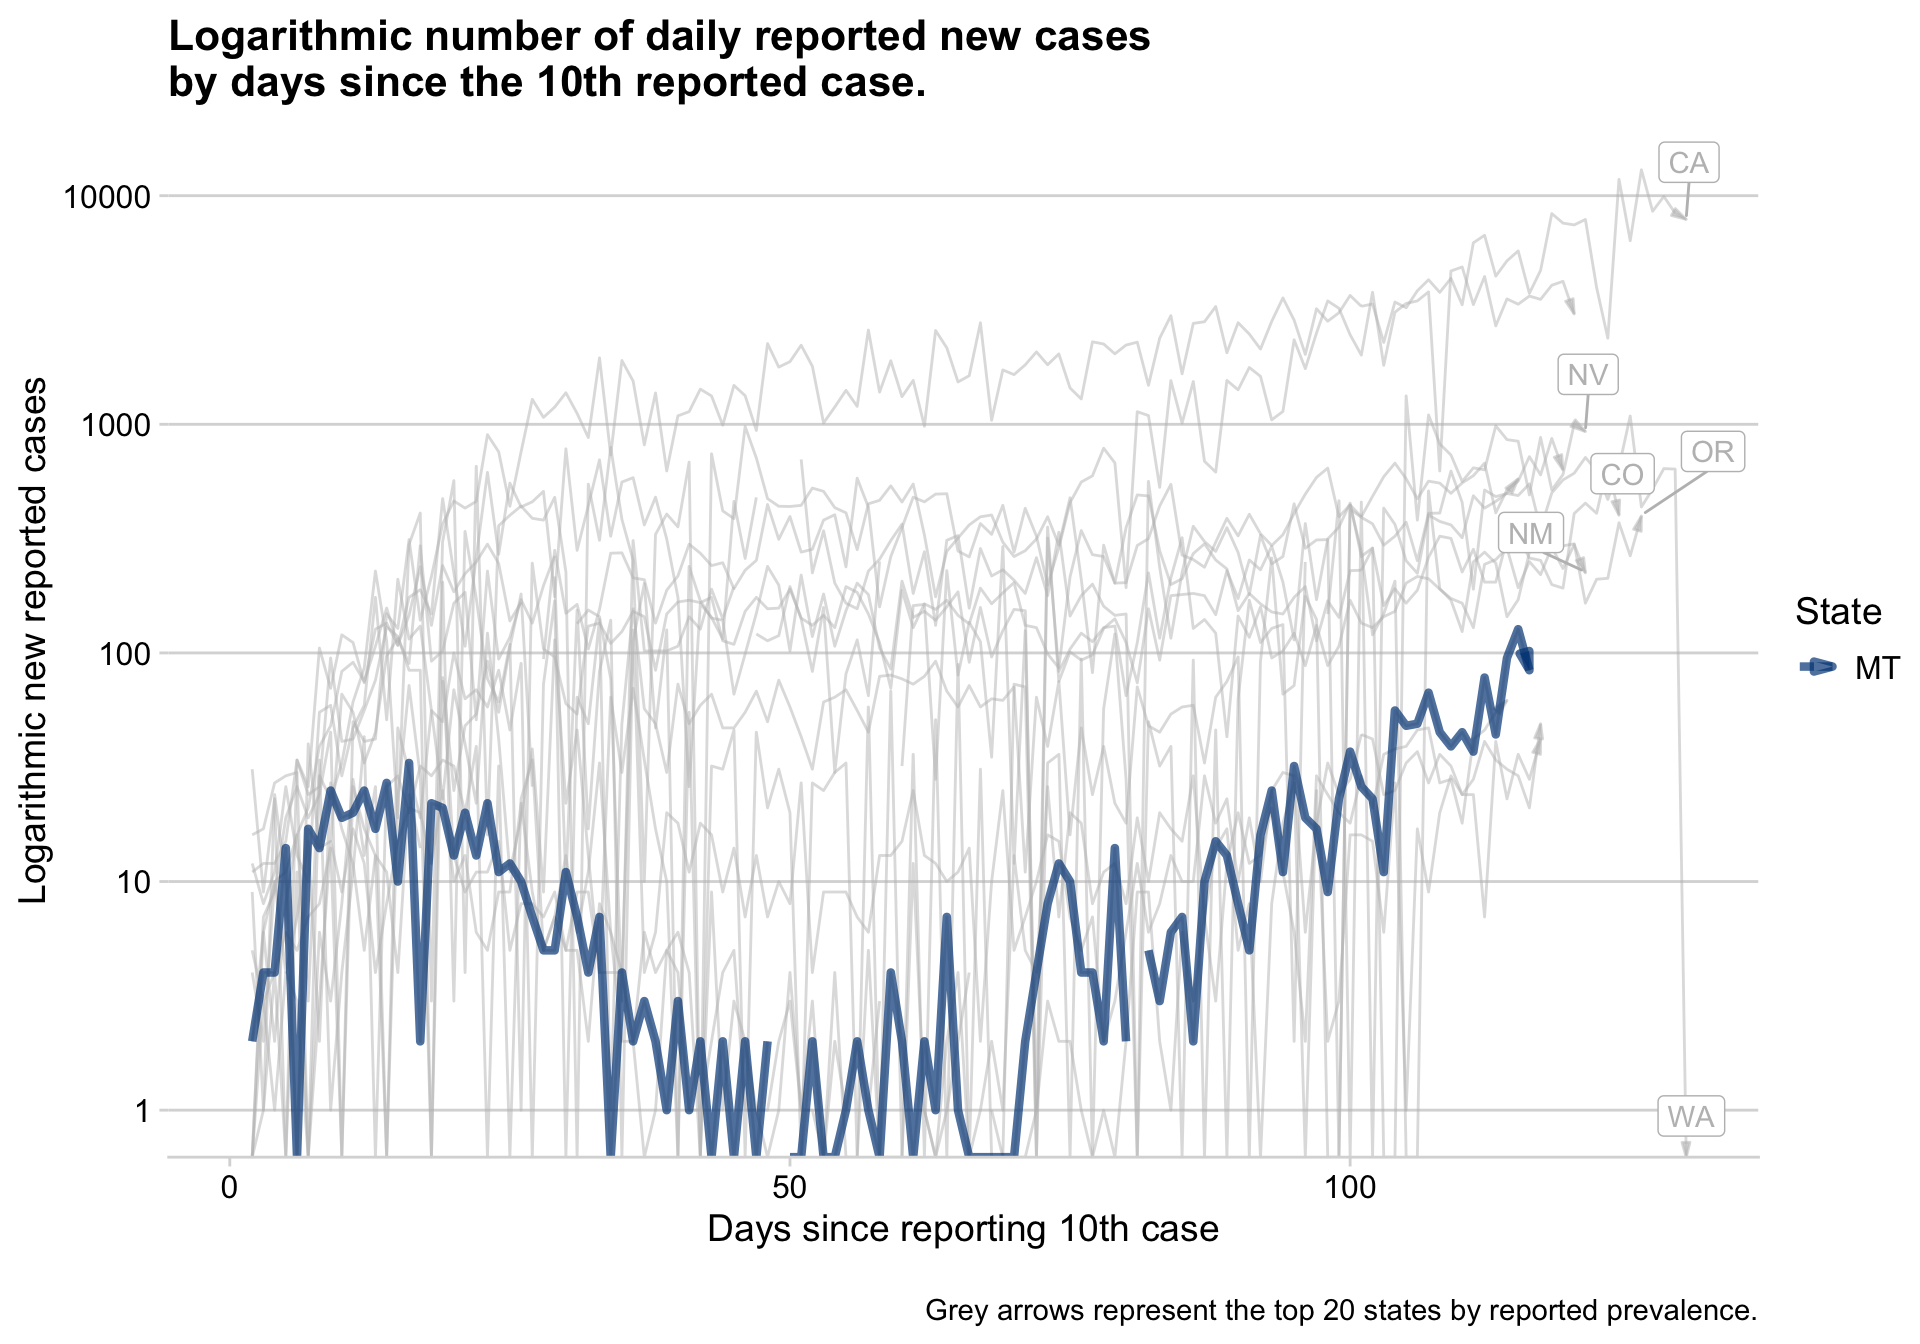 Logarithmic number of daily reported new cases
by days since the 10th reported case.
Logarithmic new reported cases
10000
1000
100
10
1
CA
NV
OR
CO
NM
WA
State
MT
0
50
100
Days since reporting 10th case
Grey arrows represent the top 20 states by reported prevalence.